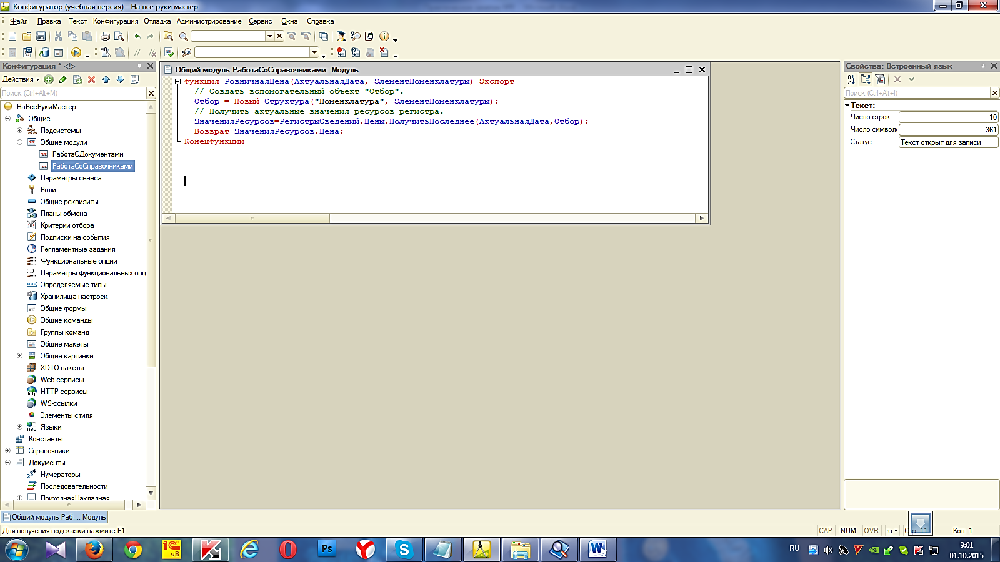 Конфигуратор (учебная версия) - На все руки мастер
Файл Правка Текст Конфигурация Отладка Администрирование Сервис Окна Справка
Конфигурация * <!>
Действия
Поиск (Ctrl+Alt+M)
НаВсеРукиМастер
Общие
Подсистемы
Общие модули
РаботаСДокументами
РаботаСоСправочниками
Параметры сеанса
Роли
Общие реквизиты
Планы обмена
Критерии отбора
Подписки на события
Регламентные задания
Функциональные опции
Параметры функциональных опц
Определяемые типы
Хранилища настроек
Общие формы
Общие команды
Группы команд
Общие макеты
Общие картинки
XDTO-пакеты
Web-сервисы
HTTP-сервисы
WS-ссылки
Элементы стиля
Языки
Константы
Справочники
Документы
Нумераторы
Последовательности
ПриходнаяНакладная
Общий модуль РаботаСоСправочниками: Модуль
Функция РозничнаяЦена(АктуальнаяДата, ЭлементНоменклатуры) Экспорт
// Создать вспомогательный объект "Отбор".
Отбор = Новый Структура("Номенклатура", ЭлементНоменклатуры);
// Получить актуальные значения ресурсов регистра.
ЗначенияРесурсов=РегистрыСведений.Цены.ПолучитьПоследнее(АктуальнаяДата,Отбор);
Возврат ЗначенияРесурсов.Цена;
Конецфункции
Свойства: Встроенный язык
Поиск (Ctrl+Alt+I)
Текст:
Число строк: 10
Число символо 361
Статус: Текст открыт для записи
Общий модуль Раб...: Модуль
Для получения подсказки нажмите F1
CAP NUM OVR ru Стр: 11 Кол: 1
RU
9:01
01.10.2015